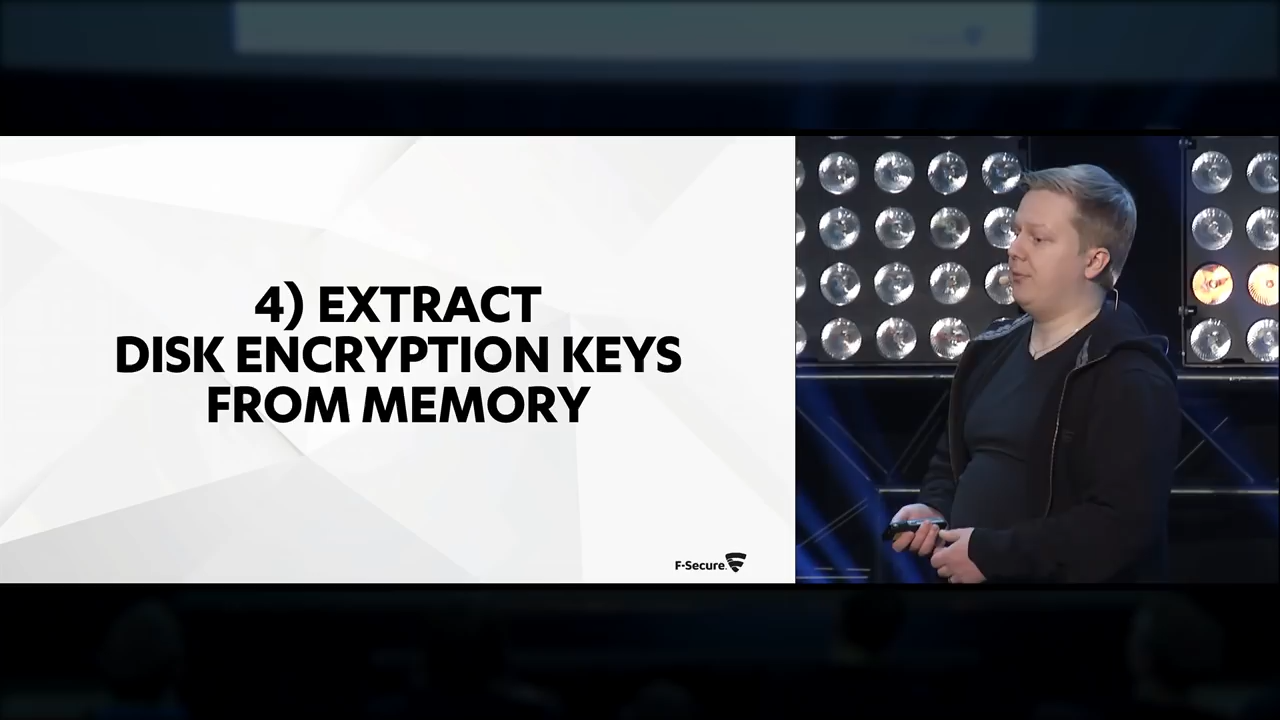 4) EXTRACT
DISK ENCRYPTION KEYS
FROM MEMORY
F-Secure.